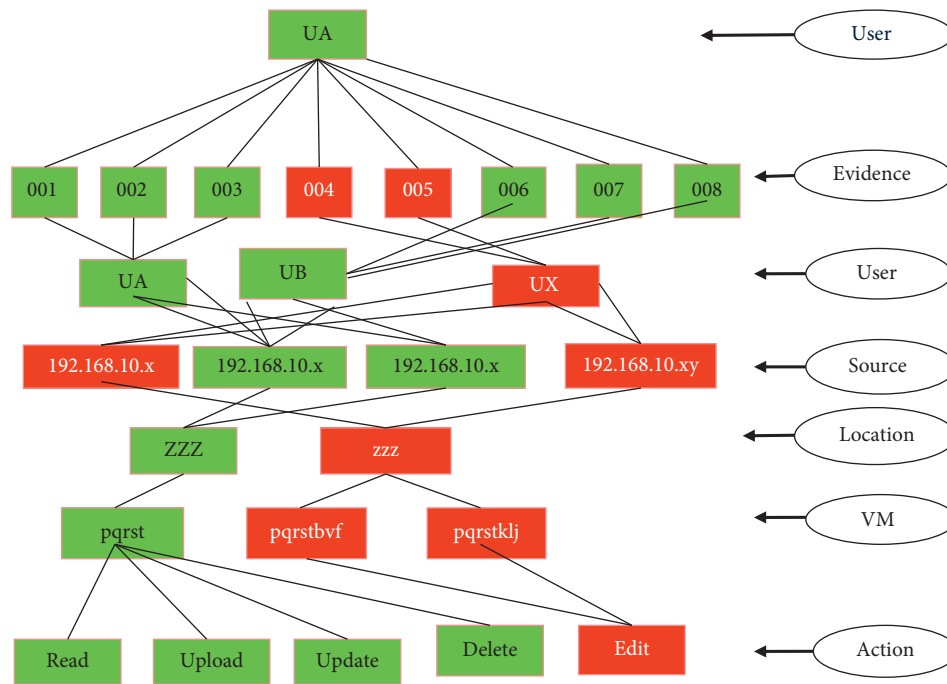 UA
User
001
002
003
004
005
006
007
008
Evidence
UA
UB
UX
User
192.168.10.x
192.168.10.x
192.168.10.x
192.168.10.xy
Source
ZZZ
zzz
Location
pqrst
pqrstbvf
pqrstklj
VM
Read
Upload
Update
Delete
Edit
Action